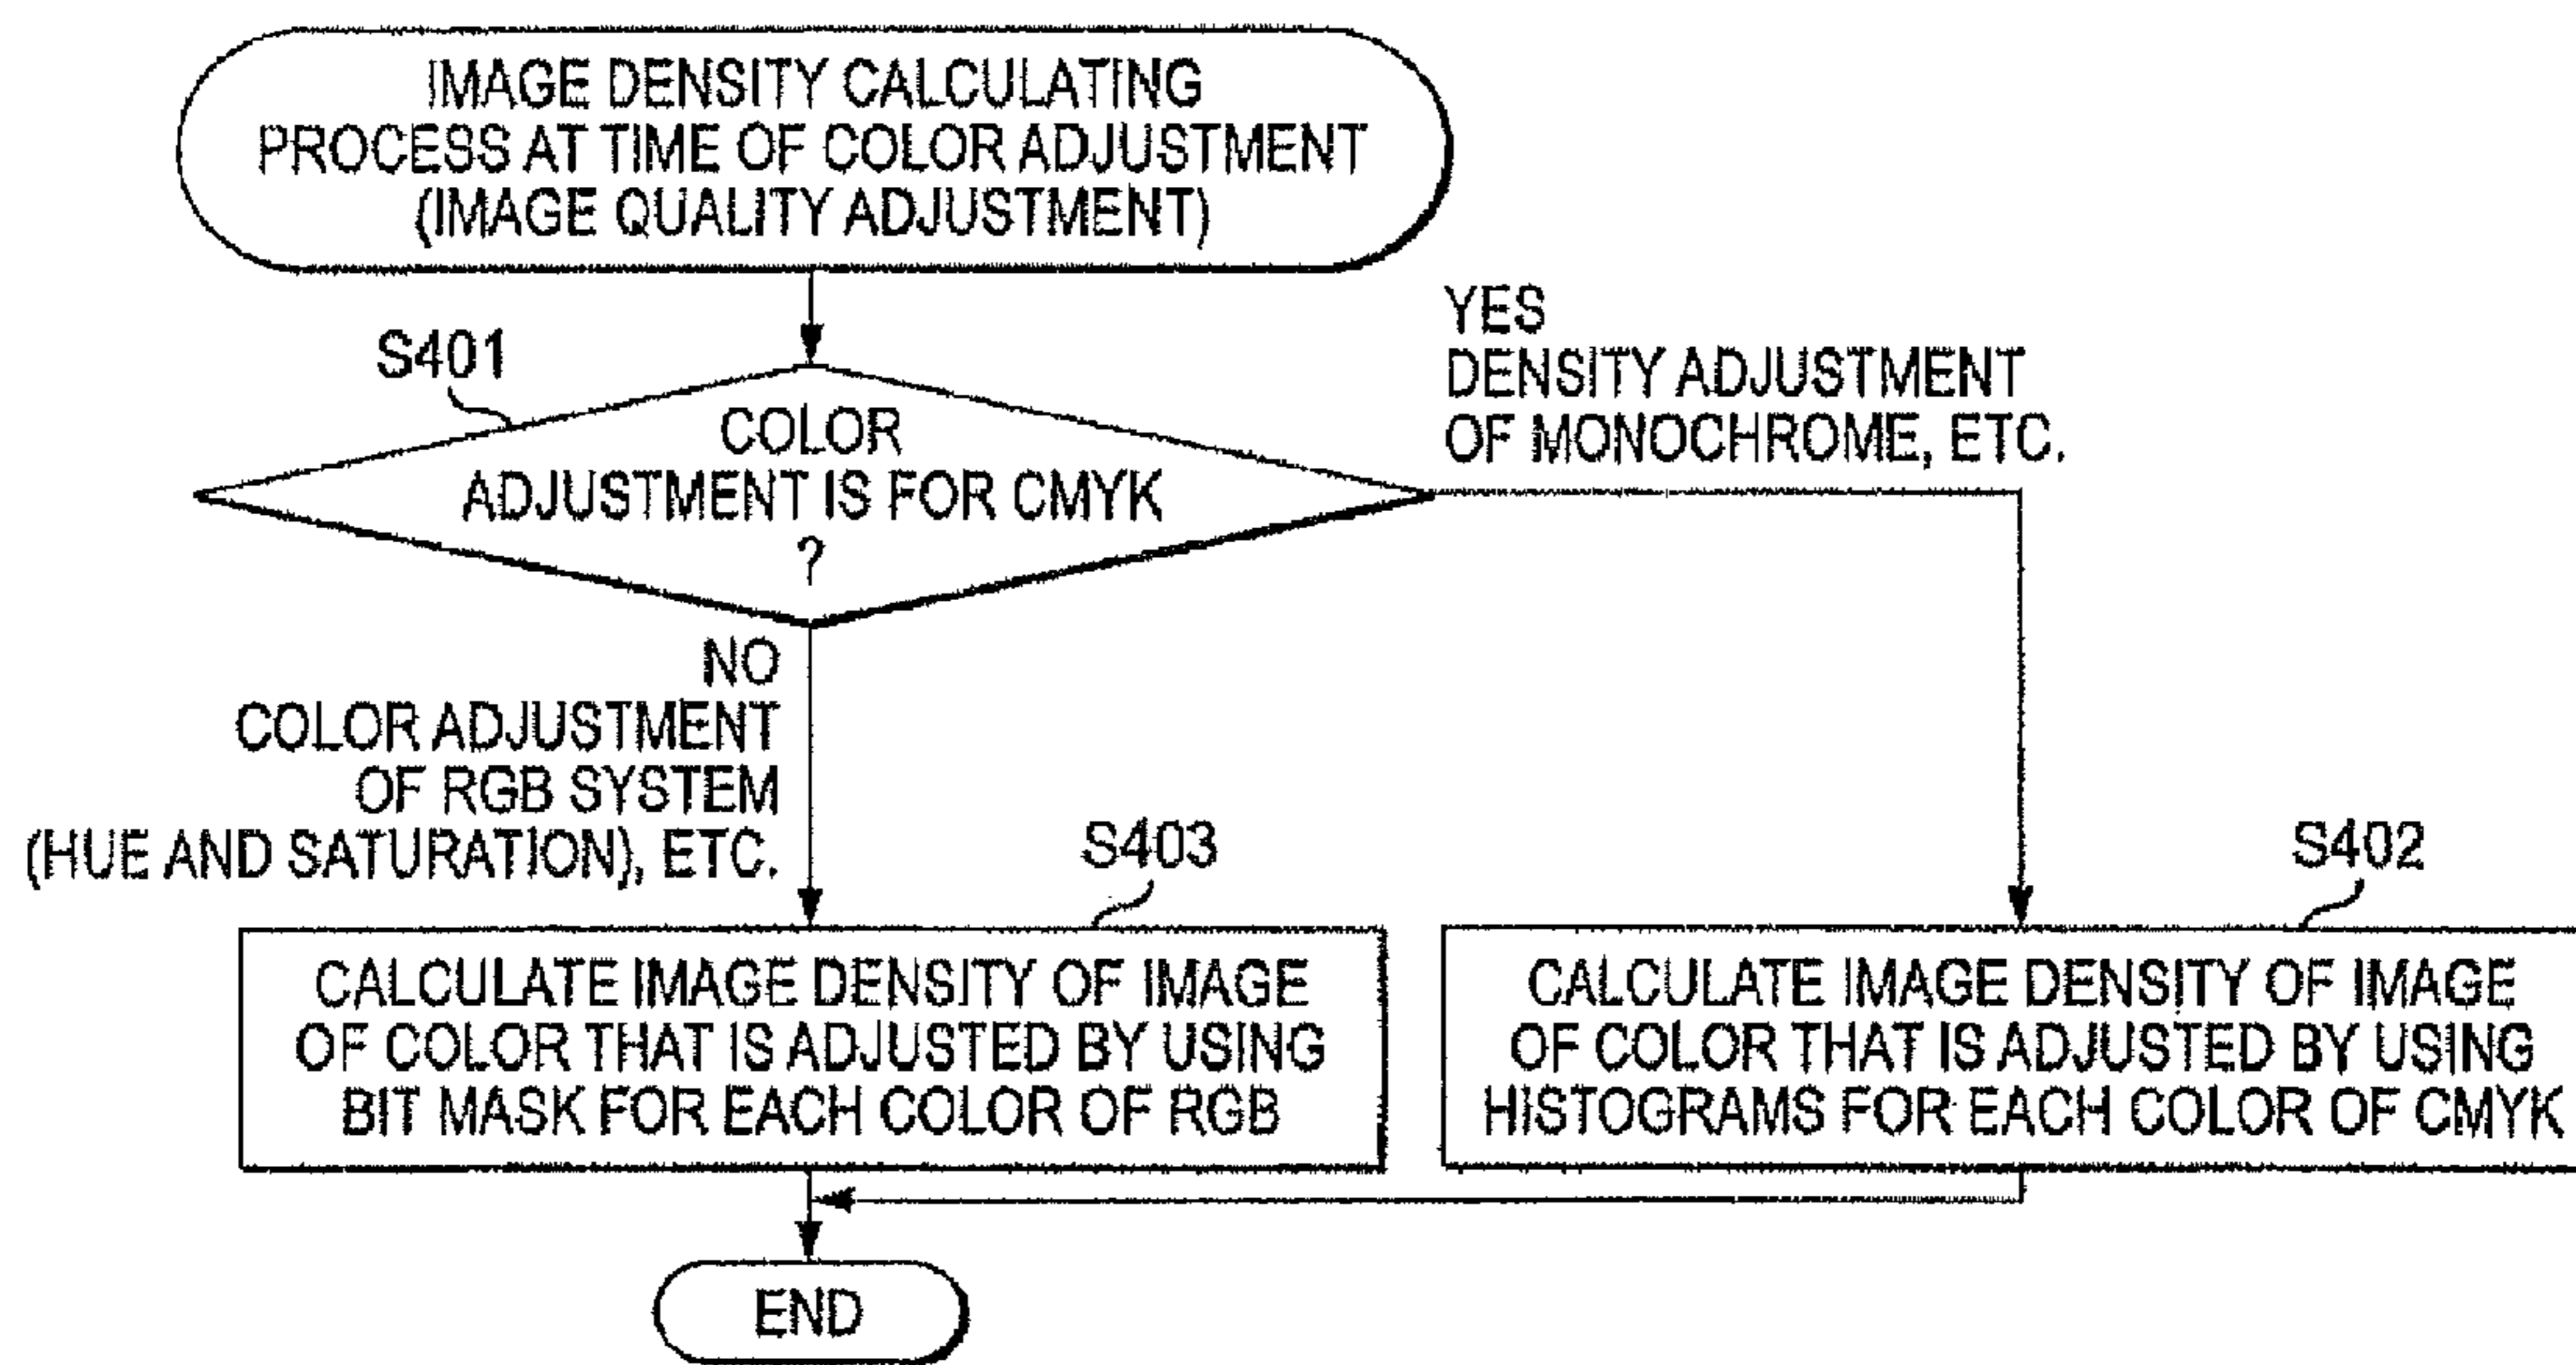 IMAGE DENSITY CALCULATING
PROCESS AT TIME OF COLOR ADJUSTMENT
(IMAGE QUALITY ADJUSTMENT)
S401
COLOR
ADJUSTMENT IS FOR CMYK
?
YES
DENSITY ADJUSTMENT
OF MONOCHROME, ETC.
NO
COLOR ADJUSTMENT
OF RGB SYSTEM
(HUE AND SATURATION), ETC.
S403
CALCULATE IMAGE DENSITY OF IMAGE
OF COLOR THAT IS ADJUSTED BY USING
BIT MASK FOR EACH COLOR OF RGB
S402
CALCULATE IMAGE DENSITY OF IMAGE
OF COLOR THAT IS ADJUSTED BY USING
HISTOGRAMS FOR EACH COLOR OF CMYK
END